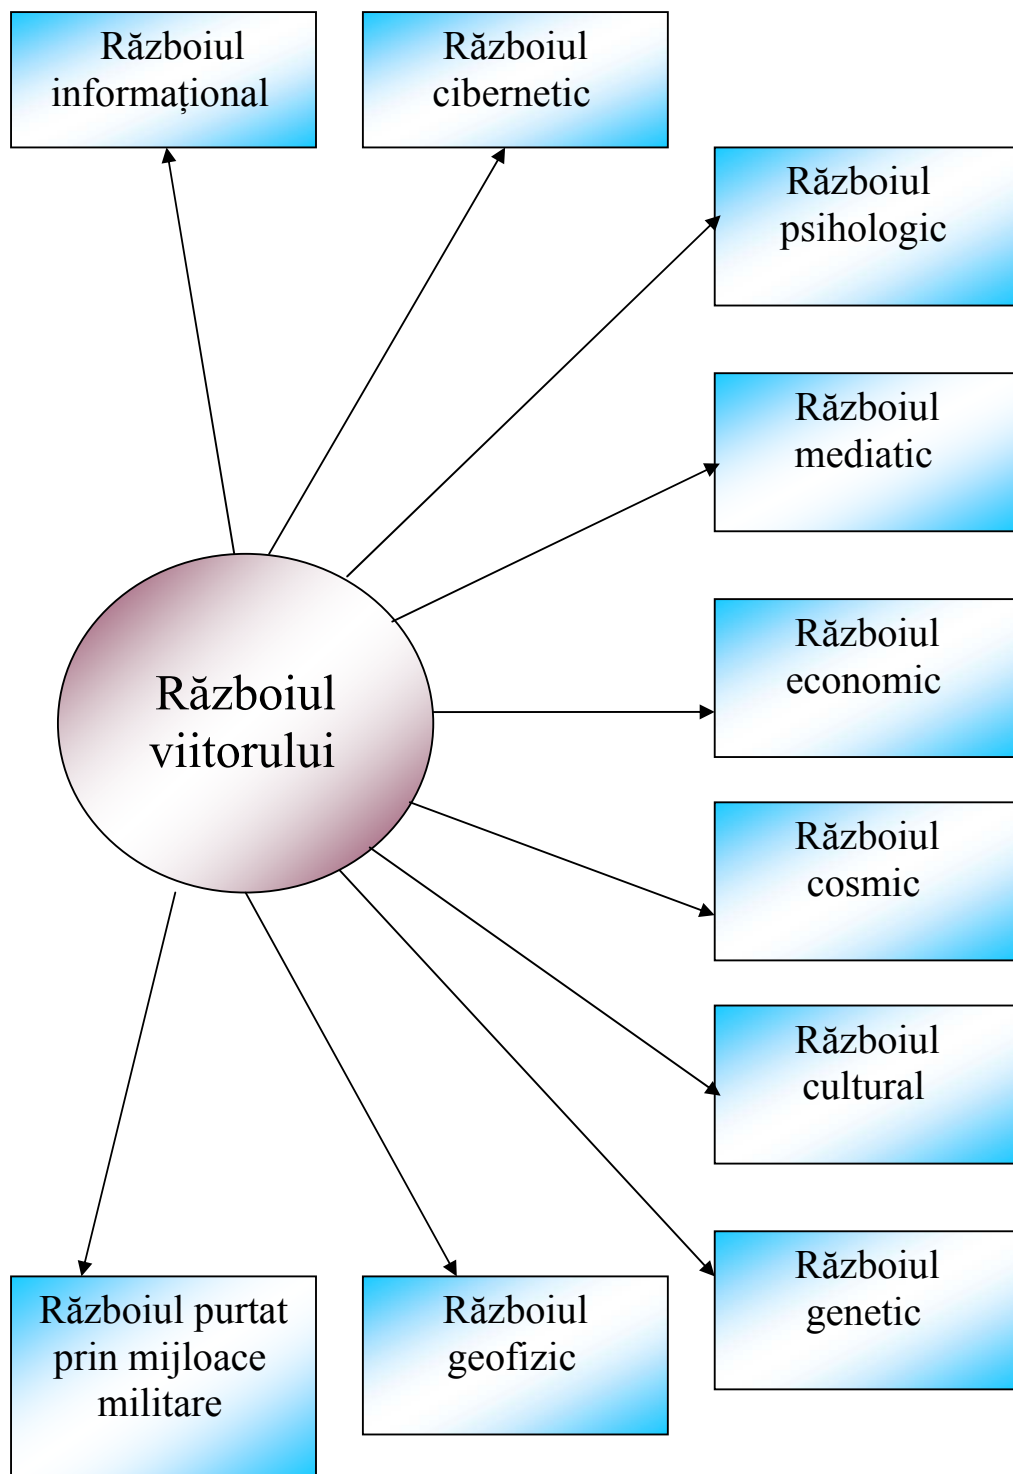 Războiul
informațional
Războiul
cibernetic
Războiul
psihologic
Războiul
mediatic
Războiul
economic
Războiul
viitorului
Războiul
cosmic
Războiul
cultural
Războiul
genetic
Războiul purtat
prin mijloace
militare
Războiul
geofizic